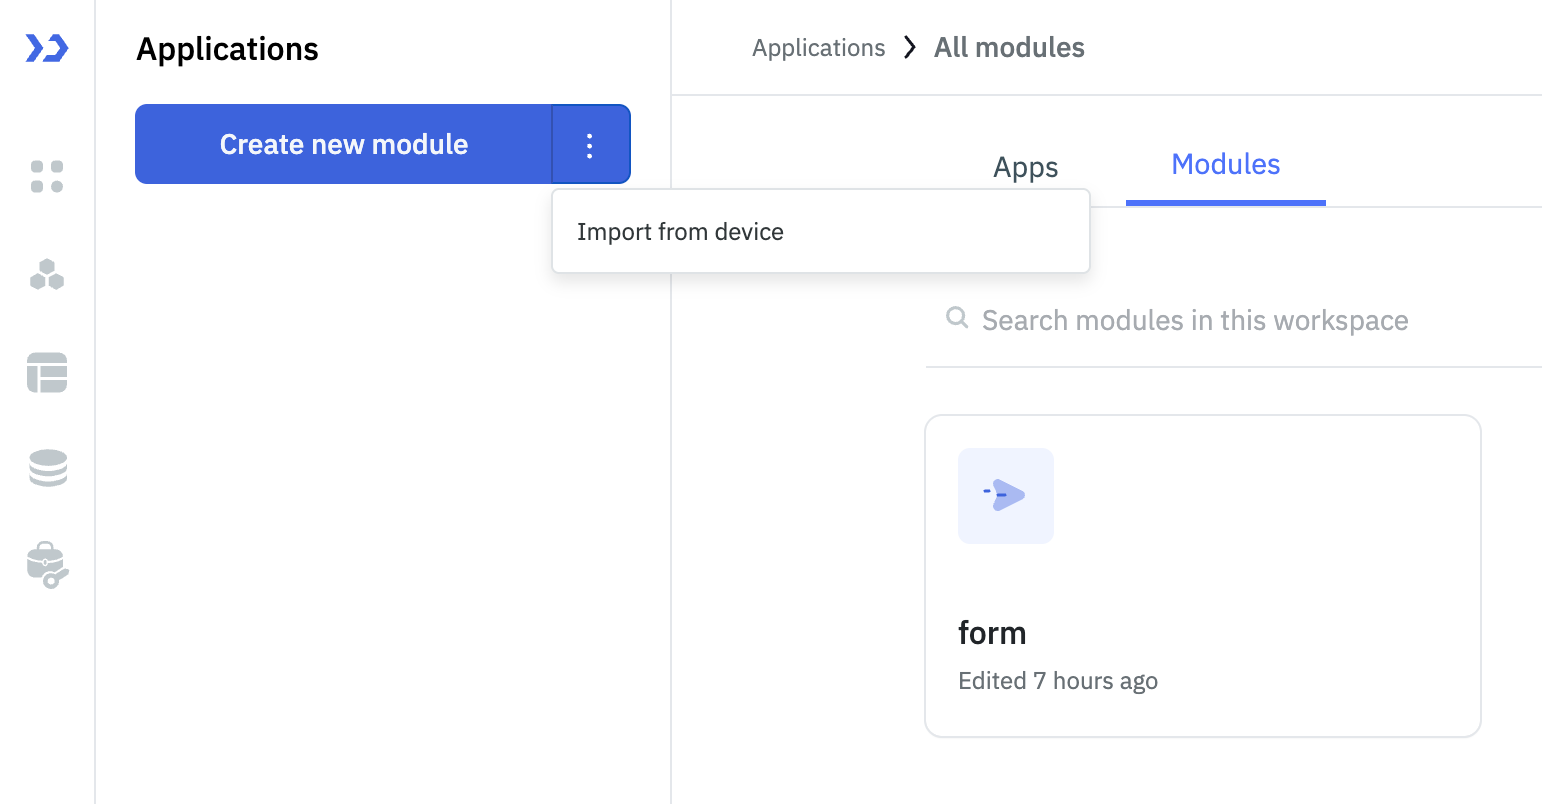 Applications
Create new module
Import from device
Applications All modules
Apps
Modules
Search modules in this workspace
form
Edited 7 hours ago